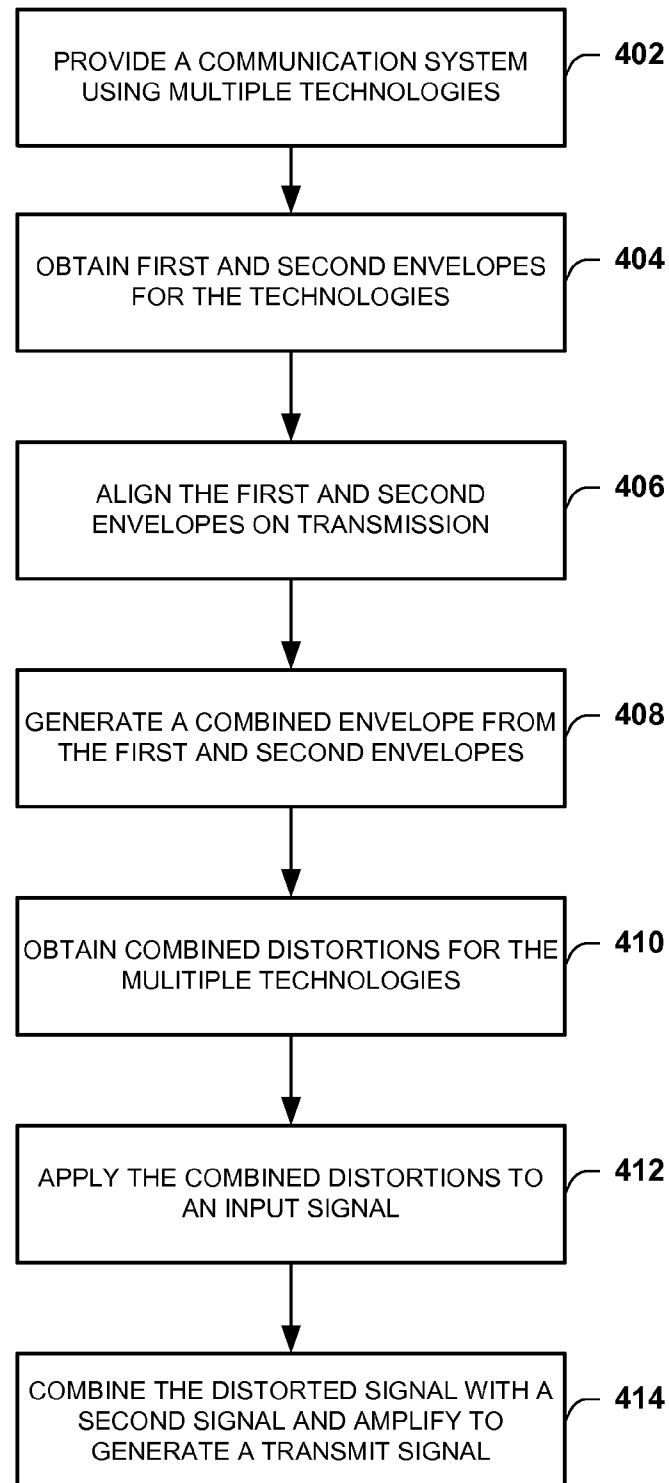 PROVIDE A COMMUNICATION SYSTEM
USING MULTIPLE TECHNOLOGIES
402
OBTAIN FIRST AND SECOND ENVELOPES
FOR THE TECHNOLOGIES
404
ALIGN THE FIRST AND SECOND
ENVELOPES ON TRANSMISSION
406
GENERATE A COMBINED ENVELOPE FROM
THE FIRST AND SECOND ENVELOPES
408
OBTAIN COMBINED DISTORTIONS FOR THE
MULITIPLE TECHNOLOGIES
410
APPLY THE COMBINED DISTORTIONS TO
AN INPUT SIGNAL
412
COMBINE THE DISTORTED SIGNAL WITH A
SECOND SIGNAL AND AMPLIFY TO
GENERATE A TRANSMIT SIGNAL
414